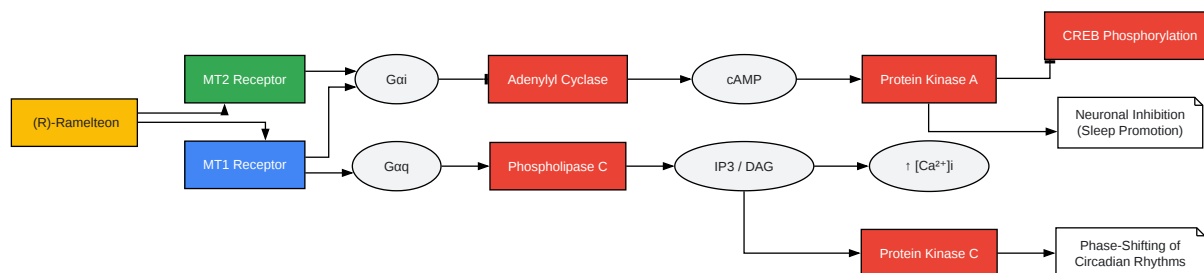 CREB Phosphorylation
MT2 Receptor
Gαi
Adenylyl Cyclase
cAMP
Protein Kinase A
(R)-Ramelteon
Neuronal Inhibition
(Sleep Promotion)
MT1 Receptor
Gαq
Phospholipase C
IP3 / DAG
↑ [Ca²⁺]i
Protein Kinase C
Phase-Shifting of
Circadian Rhythms